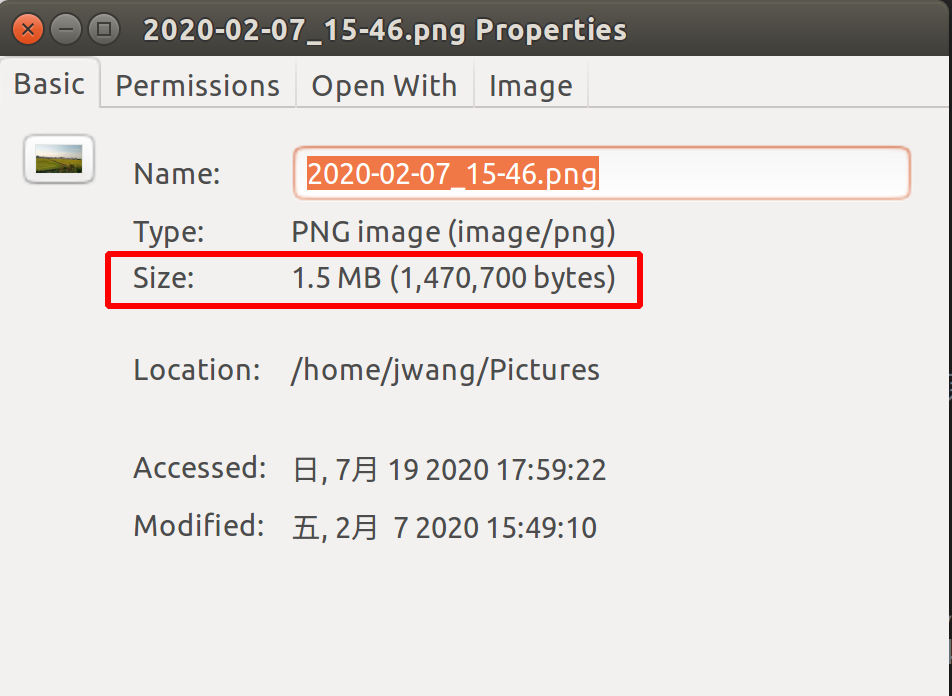 2020-02-07_15-46.png Properties
Basic Permissions Open With Image
Name: 2020-02-07_15-46.png
Type: PNG image (image/png)
Size: 1.5 MB (1,470,700 bytes)
Location: /home/jwang/Pictures
Accessed: 日, 7月 19 2020 17:59:22
Modified: 五, 2月  7 2020 15:49:10